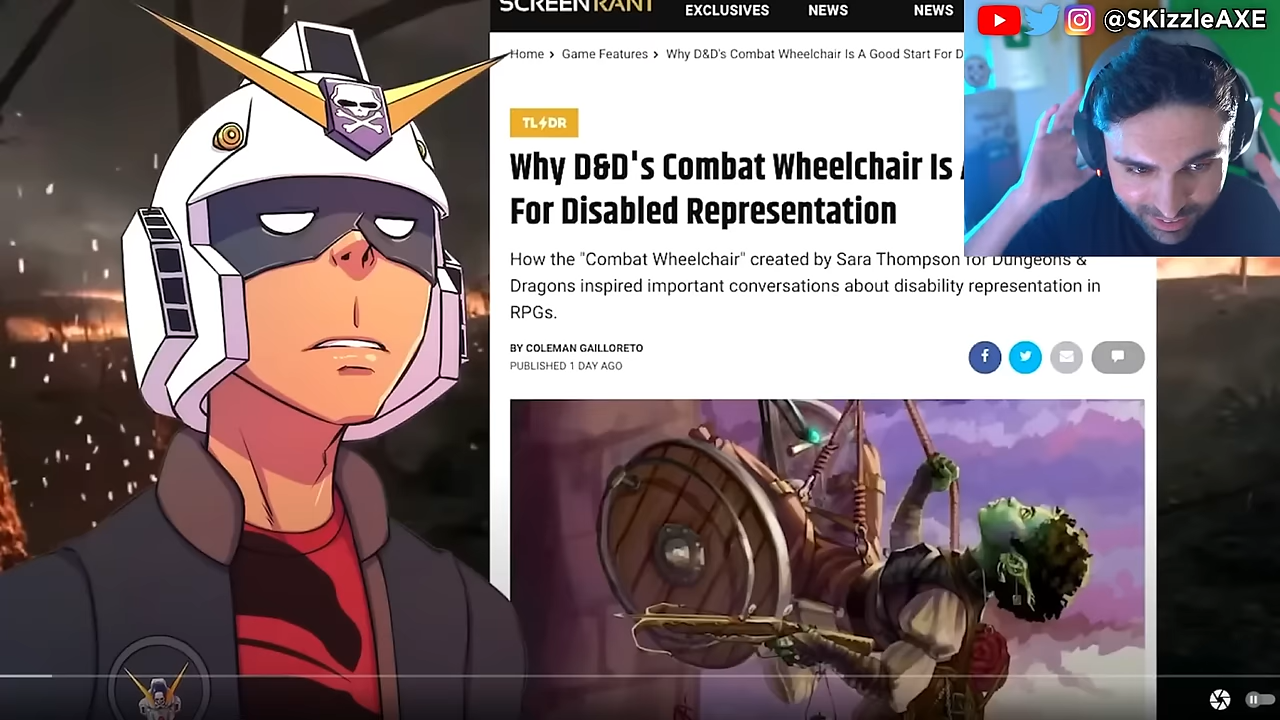 SCREENRANT
EXCLUSIVES
NEWS
NEWS
@SKizzleAXE
Home › Game Features › Why D&D's Combat Wheelchair Is A Good Start For D
TL DR
Why D&D's Combat Wheelchair Is
For Disabled Representation
How the "Combat Wheelchair" created by Sara Thompson for Dungeons &
Dragons inspired important conversations about disability representation in
RPGs.
BY COLEMAN GAILLORETO
PUBLISHED 1 DAY AGO